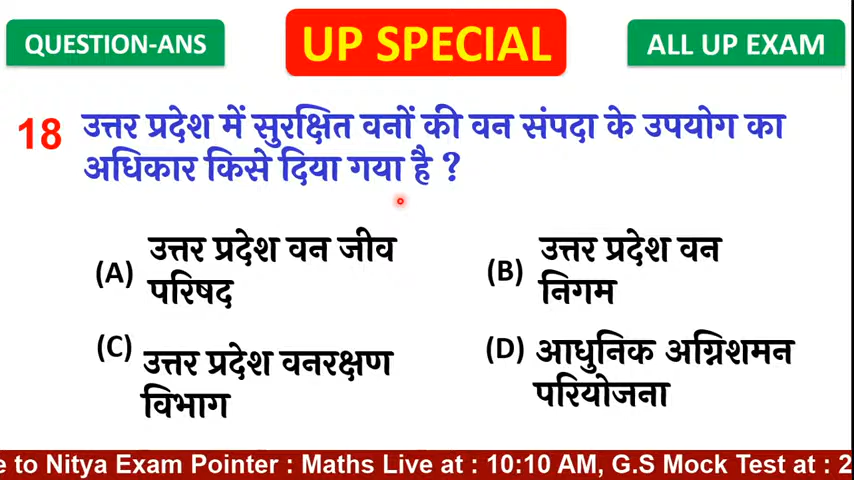 QUESTION-ANS
UP SPECIAL
ALL UP EXAM
18 उत्तर प्रदेश में सुरक्षित वनों की वन संपदा के उपयोग का
अधिकार किसे दिया गया है ?
(A) उत्तर प्रदेश वन जीव
परिषद
(B) उत्तर प्रदेश वन
निगम
(C) उत्तर प्रदेश वनरक्षण
विभाग
(D) आधुनिक अग्निशमन
परियोजना
e to Nitya Exam Pointer : Maths Live at : 10:10 AM, G.S Mock Test at : 2